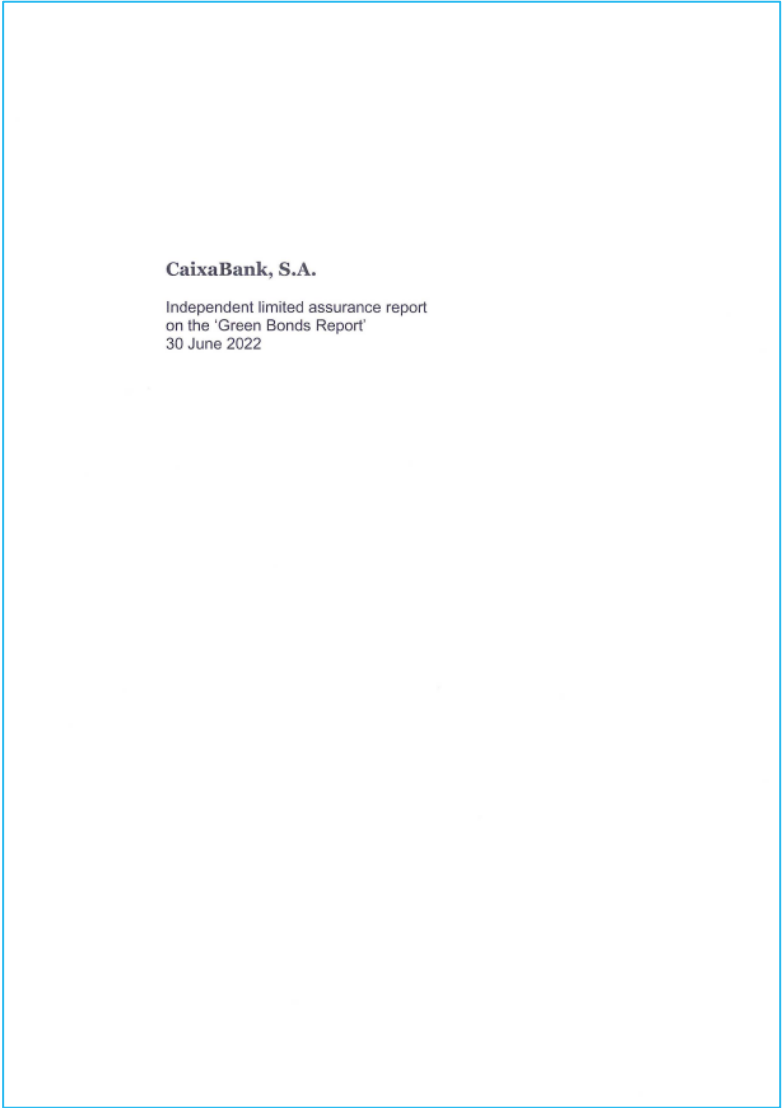 CaixaBank, S.A.
Independent limited assurance report
on the ‘Green Bonds Report’
30 June 2022